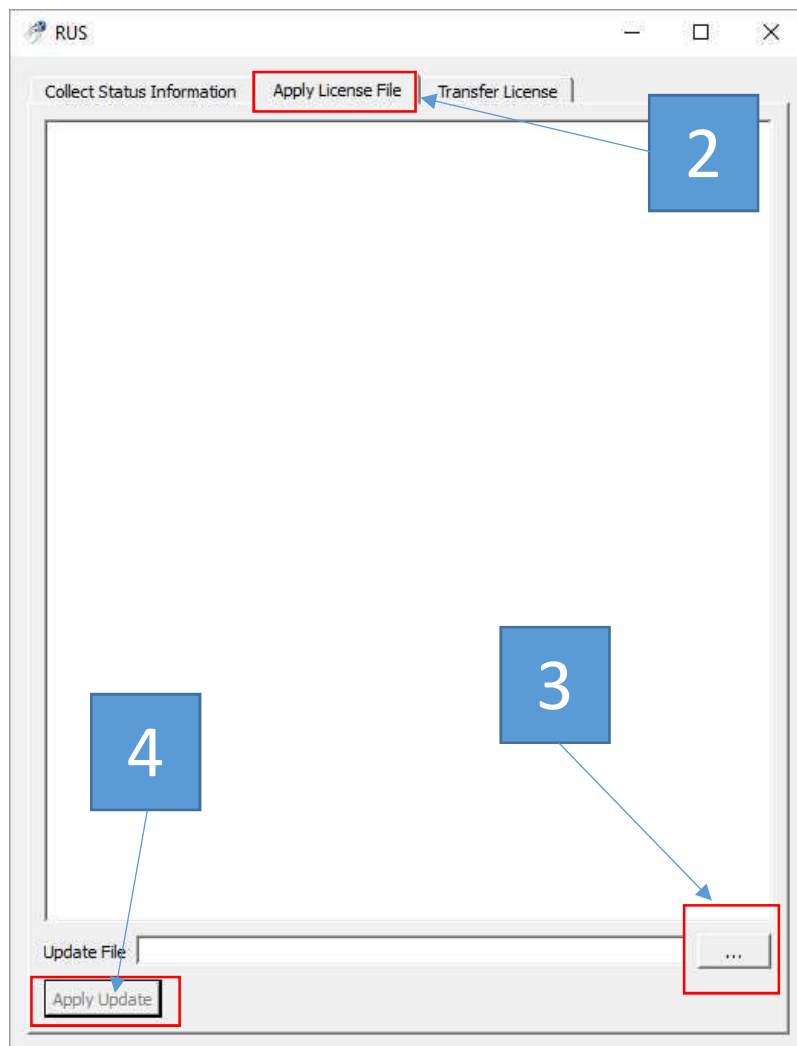 RUS
Collect Status Information Apply License File Transfer License
2
3
4
Update File ...
Apply Update